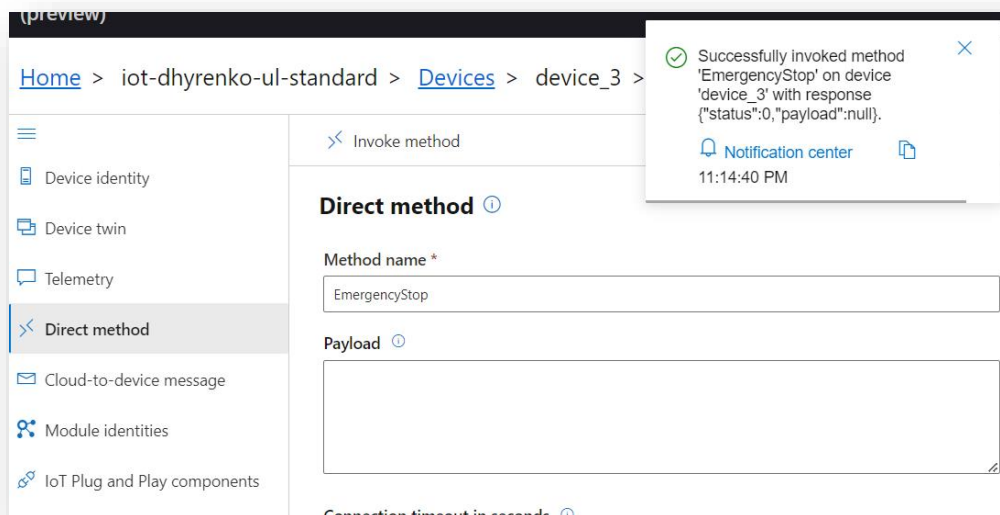 (preview)
Home > iot-dhyrenko-ul-standard > Devices > device_3 >
Successfully invoked method
'EmergencyStop' on device
'device_3' with response
{"status":0,"payload":null}.
Notification center
11:14:40 PM
Device identity
Device twin
Telemetry
Direct method
Cloud-to-device message
Module identities
IoT Plug and Play components
Invoke method
Direct method
Method name *
EmergencyStop
Payload
Connection timeout in seconds